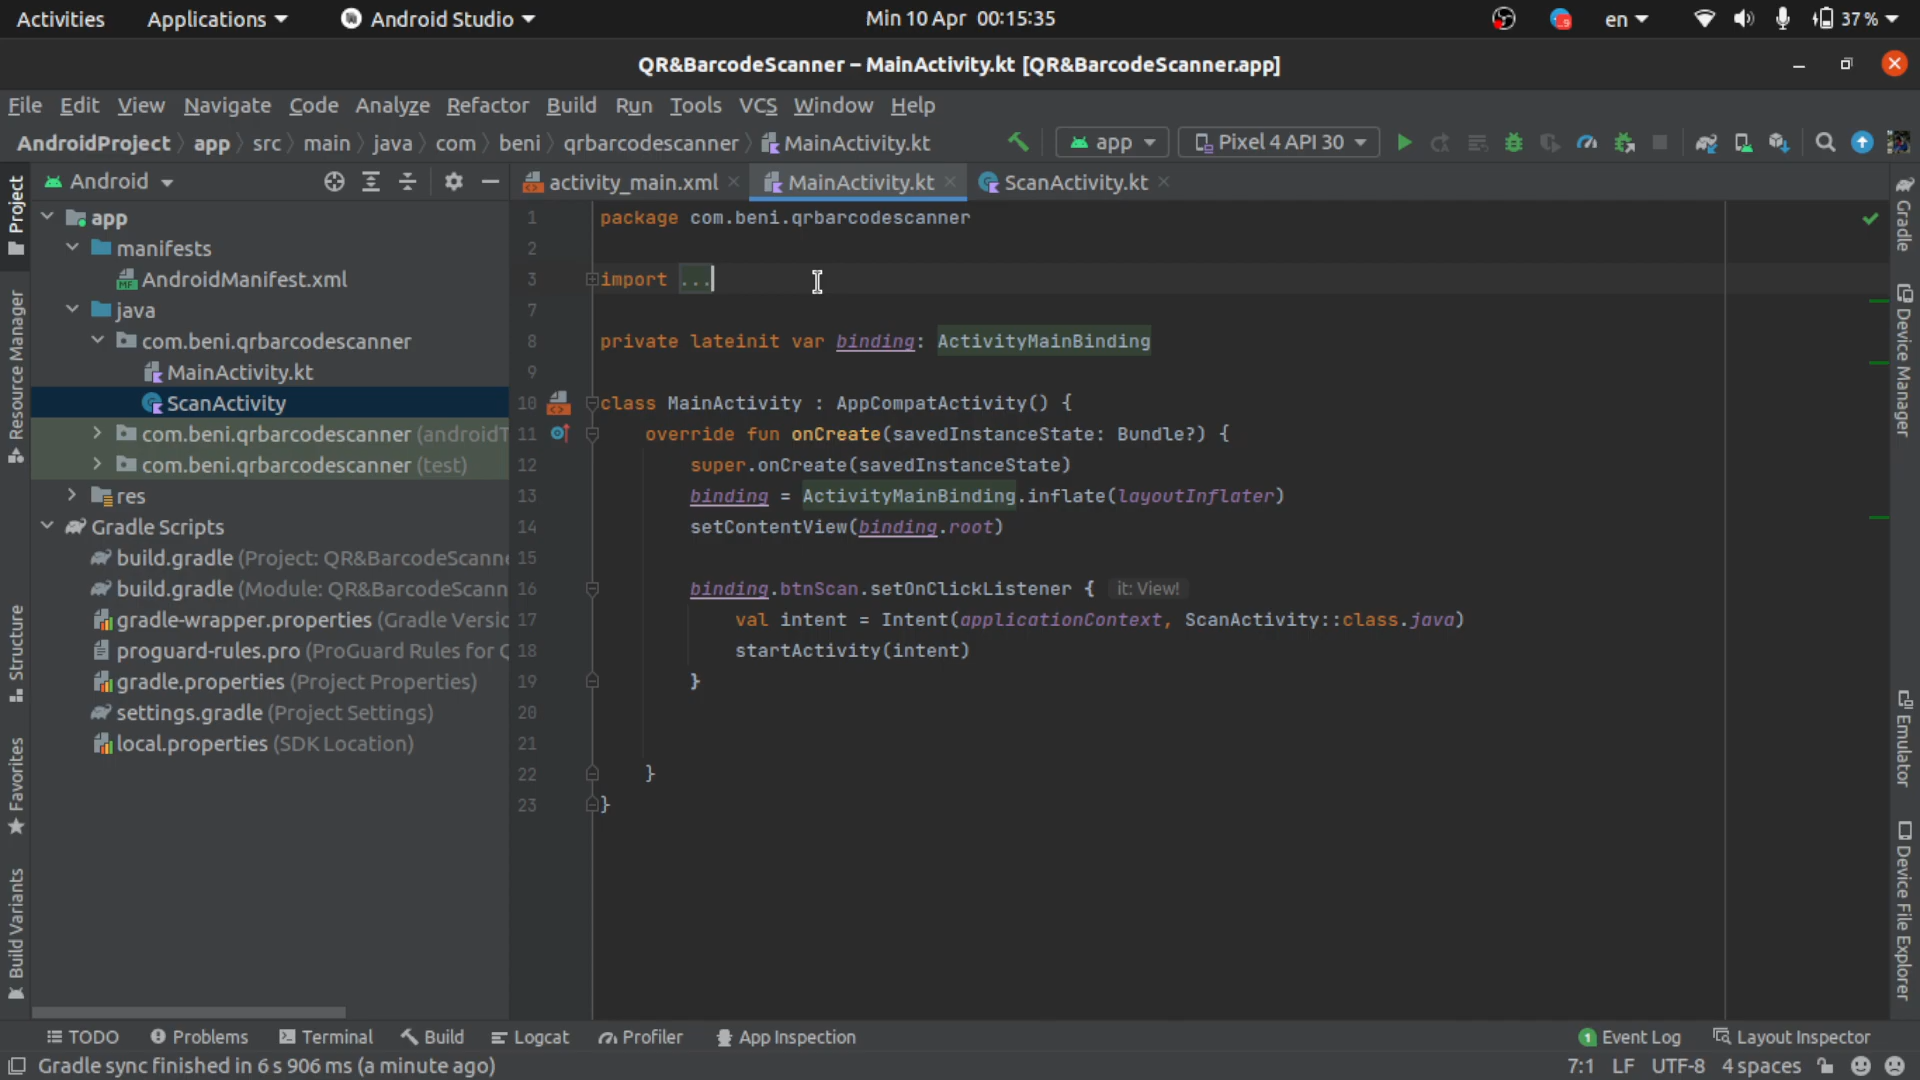 Activities Applications Android Studio Min 10 Apr 00:15:35 en 37 %
QR&BarcodeScanner – MainActivity.kt [QR&BarcodeScanner.app]
File Edit View Navigate Code Analyze Refactor Build Run Tools VCS Window Help
AndroidProject app src main java com beni qrbarcodescanner MainActivity.kt app Pixel 4 API 30
Project Android activity_main.xml MainActivity.kt ScanActivity.kt Gradle
app
manifests
AndroidManifest.xml
java
com.beni.qrbarcodescanner
MainActivity.kt
ScanActivity
com.beni.qrbarcodescanner (androidT
com.beni.qrbarcodescanner (test)
res
Gradle Scripts
build.gradle (Project: QR&BarcodeScanne
build.gradle (Module: QR&BarcodeScann
gradle-wrapper.properties (Gradle Versio
proguard-rules.pro (ProGuard Rules for Q
gradle.properties (Project Properties)
settings.gradle (Project Settings)
local.properties (SDK Location)
Resource Manager
Structure
Favorites
Build Variants
1 package com.beni.qrbarcodescanner
2
3 import ...
7
8 private lateinit var binding: ActivityMainBinding
9
10 class MainActivity : AppCompatActivity() {
11 override fun onCreate(savedInstanceState: Bundle?) {
12 super.onCreate(savedInstanceState)
13 binding = ActivityMainBinding.inflate(layoutInflater)
14 setContentView(binding.root)
15
16 binding.btnScan.setOnClickListener { it: View!
17 val intent = Intent(applicationContext, ScanActivity::class.java)
18 startActivity(intent)
19 }
20
21
22 }
23 }
Device Manager
Emulator
Device File Explorer
TODO Problems Terminal Build Logcat Profiler App Inspection 1 Event Log Layout Inspector
Gradle sync finished in 6 s 906 ms (a minute ago) 7:1 LF UTF-8 4 spaces